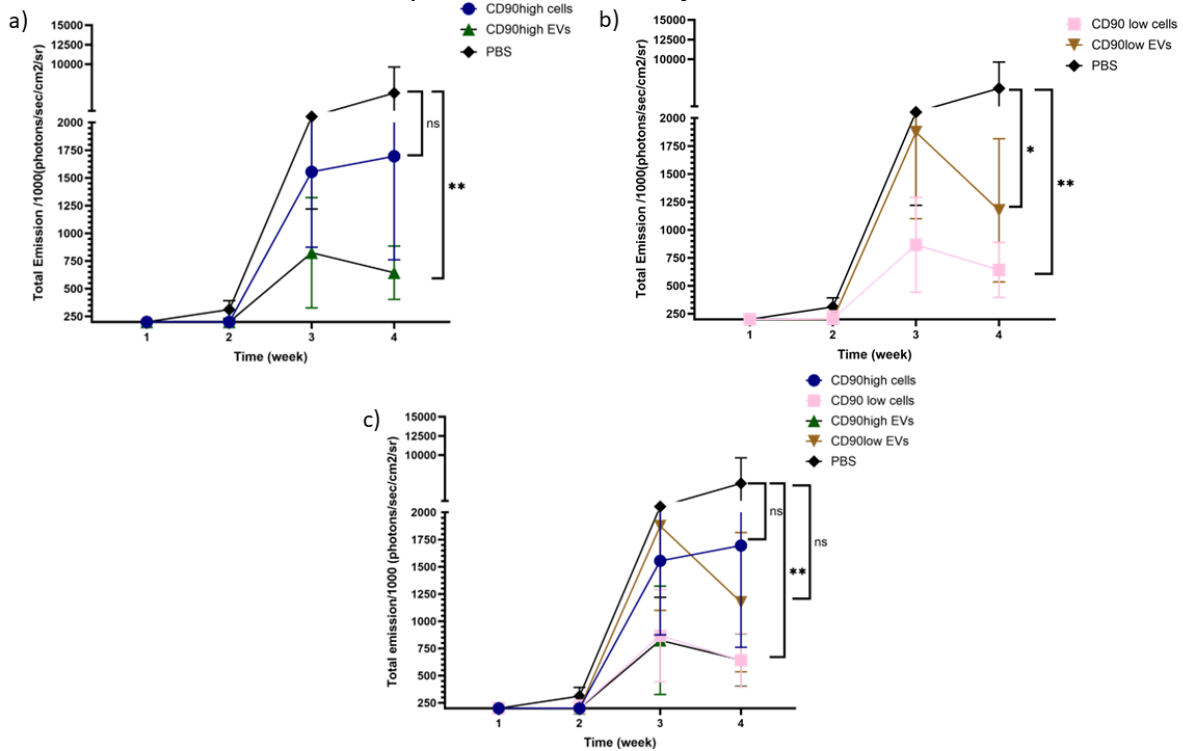 a)
CD90high cells
CD90high EVs
PBS
15000
12500
10000
2000
1750
1500
1250
1000
750
500
250
Total Emission /1000(photons/sec/cm2/sr)
ns
**
1 2 3 4
Time (week)
b)
CD90 low cells
CD90low EVs
PBS
15000
12500
10000
2000
1750
1500
1250
1000
750
500
250
Total Emission /1000(photons/sec/cm2/sr)
*
**
1 2 3 4
Time (week)
c)
CD90high cells
CD90 low cells
CD90high EVs
CD90low EVs
PBS
15000
12500
10000
2000
1750
1500
1250
1000
750
500
250
Total emission/1000 (photons/sec/cm2/sr)
ns
**
ns
1 2 3 4
Time (week)